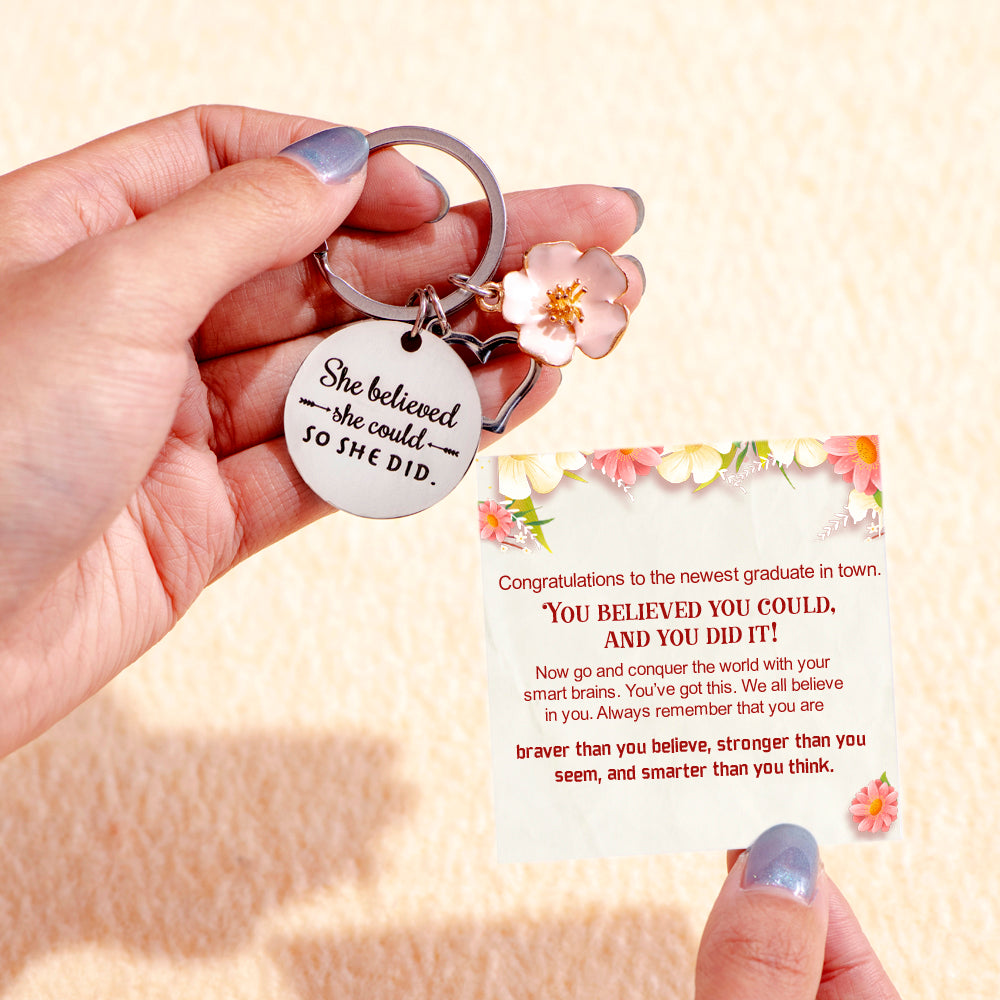 She believed
she could
SO SHE DID.
Congratulations to the newest graduate in town.
YOU BELIEVED YOU COULD,
AND YOU DID IT!
Now go and conquer the world with your
smart brains. You've got this. We all believe
in you. Always remember that you are
braver than you believe, stronger than you
seem, and smarter than you think.